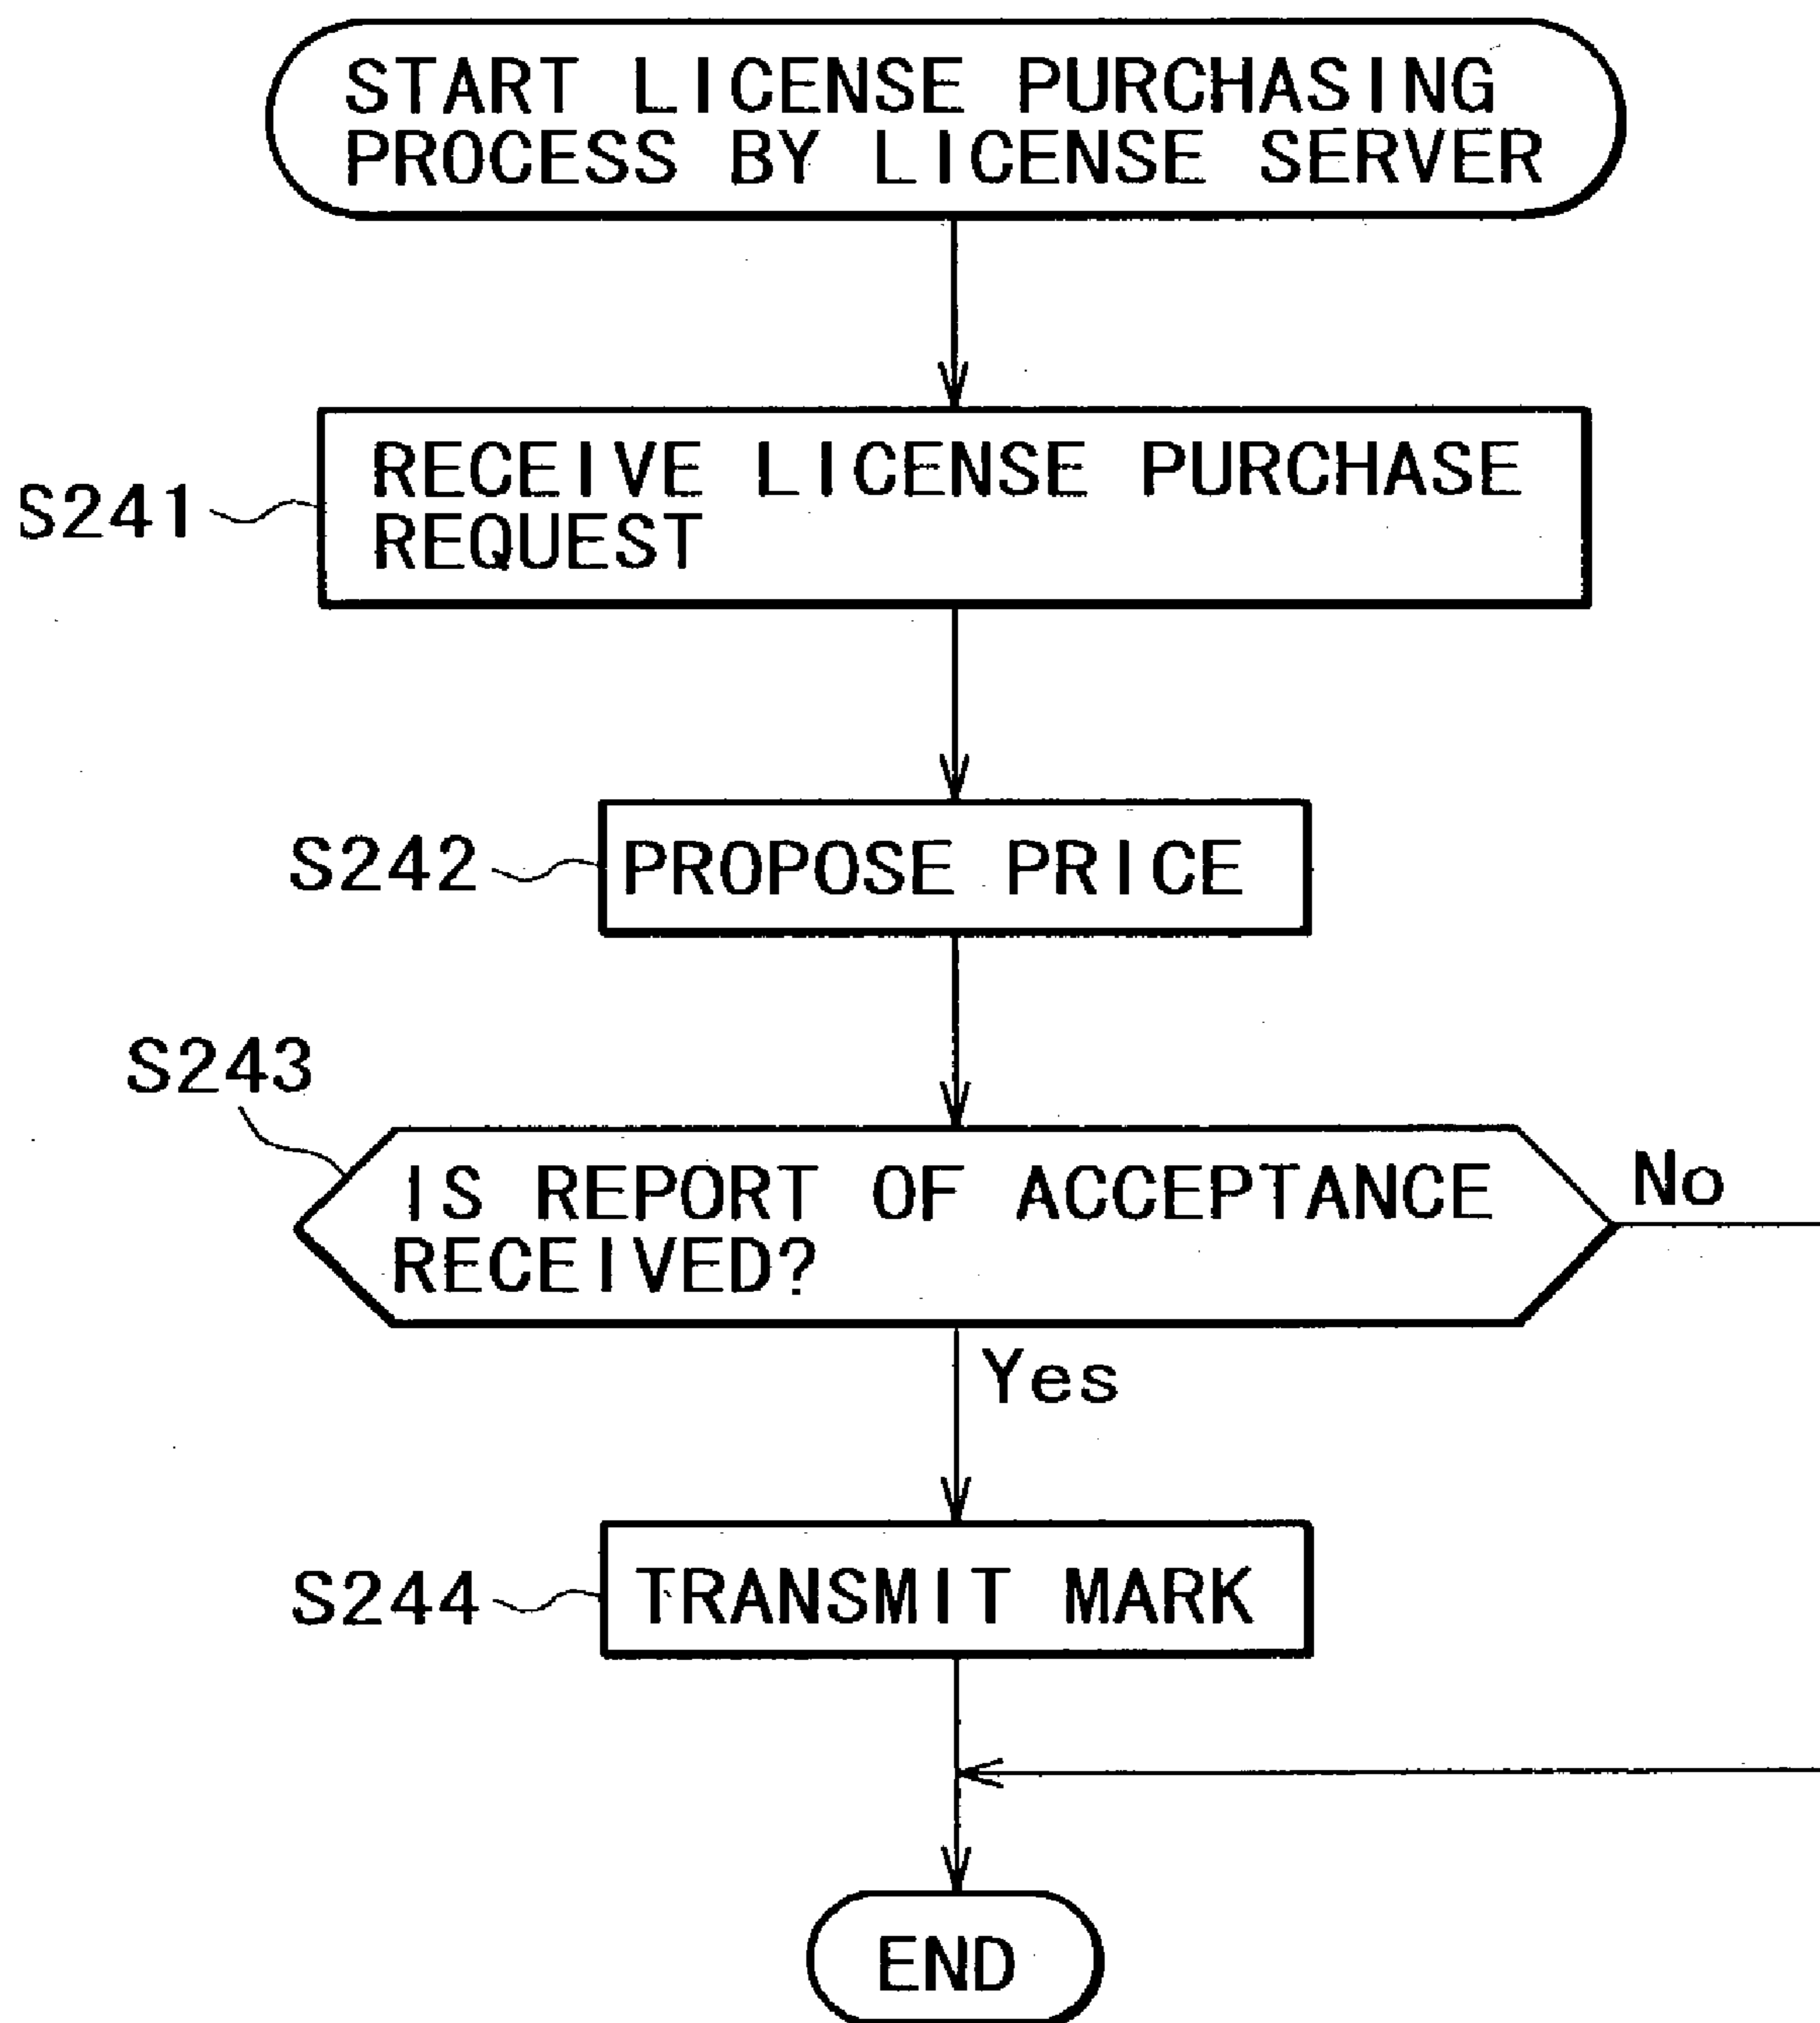 START LICENSE PURCHASING
PROCESS BY LICENSE SERVER
S241
RECEIVE LICENSE PURCHASE
REQUEST
S242
PROPOSE PRICE
S243
IS REPORT OF ACCEPTANCE
RECEIVED?
No
Yes
S244
TRANSMIT MARK
END